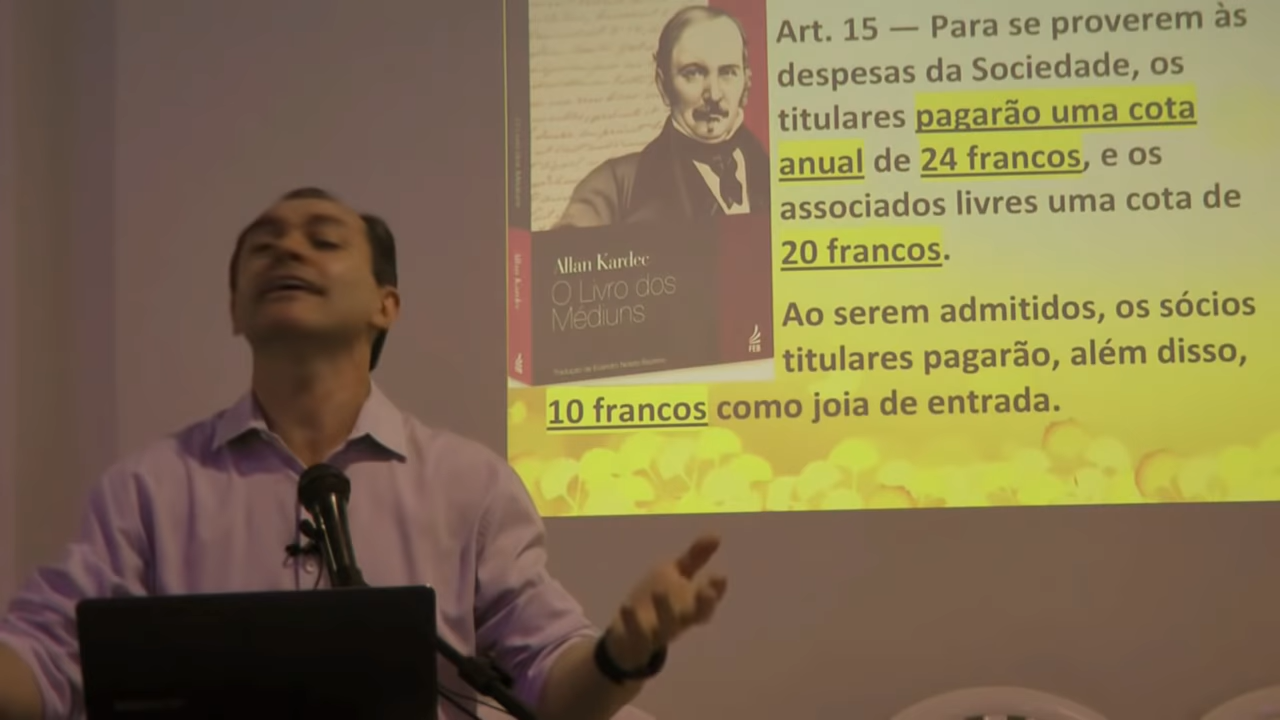 Art. 15 — Para se proverem às
despesas da Sociedade, os
titulares pagarão uma cota
anual de 24 francos, e os
associados livres uma cota de
20 francos.
Ao serem admitidos, os sócios
titulares pagarão, além disso,
10 francos como joia de entrada.
Allan Kardec
O Livro dos
Médiuns
FEB
Allan Kardec